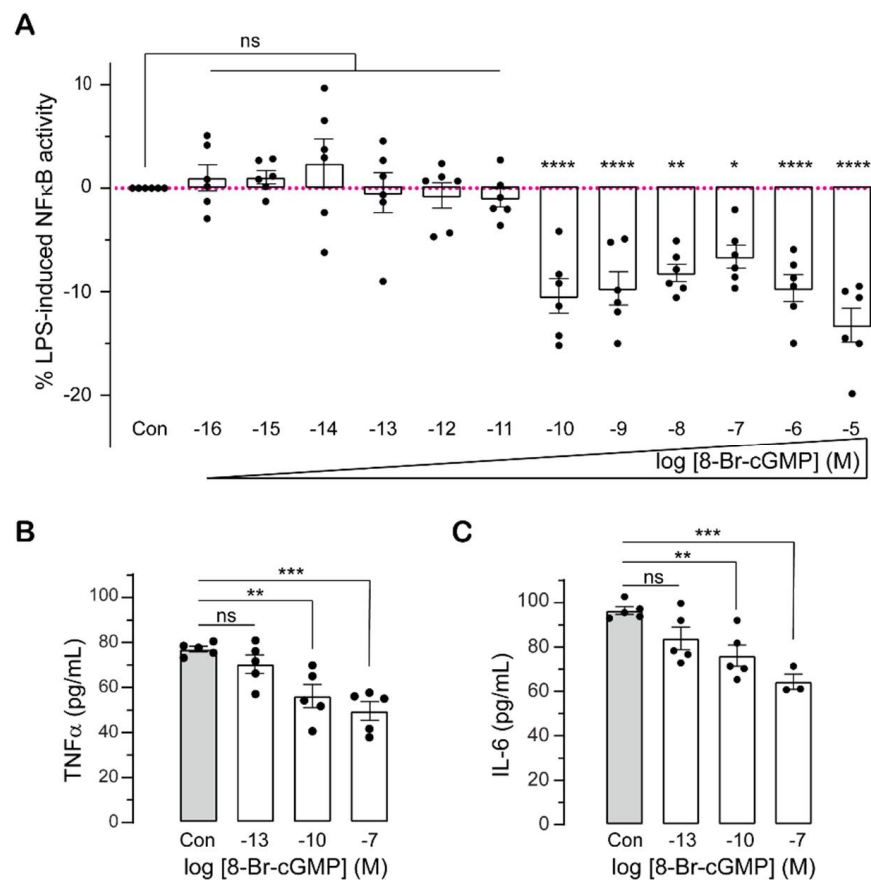 A
ns
% LPS-induced NFκB activity
10
0
-10
-20
**** **** ** * **** ****
Con -16 -15 -14 -13 -12 -11 -10 -9 -8 -7 -6 -5
log [8-Br-cGMP] (M)
B
TNFα (pg/mL)
100
80
60
40
20
0
***
**
ns
Con -13 -10 -7
log [8-Br-cGMP] (M)
C
IL-6 (pg/mL)
100
80
60
40
20
0
***
**
ns
Con -13 -10 -7
log [8-Br-cGMP] (M)